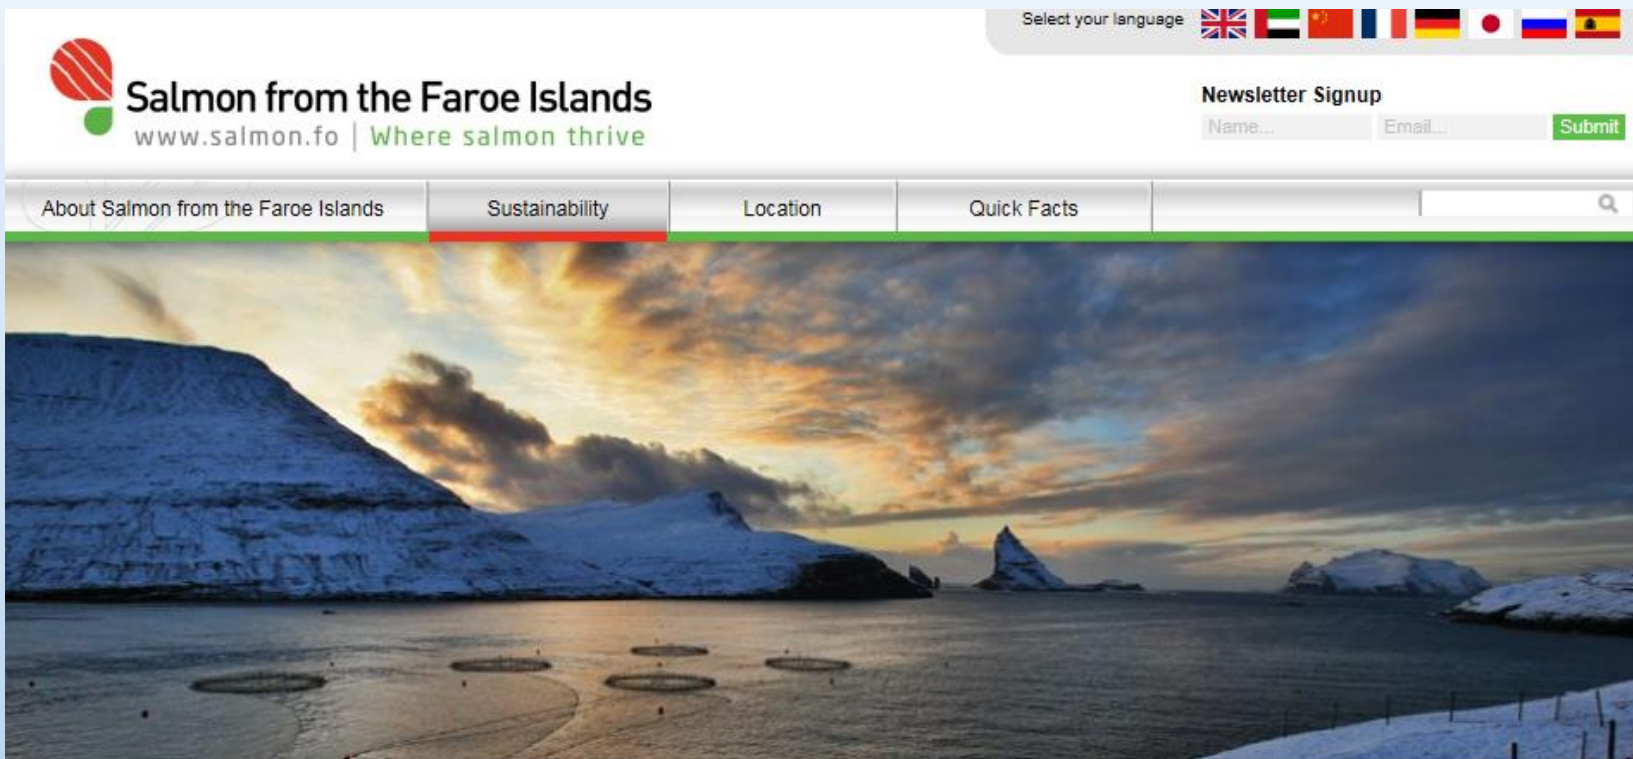 Select your language
Salmon from the Faroe Islands
www.salmon.fo | Where salmon thrive
Newsletter Signup
Name... Email... Submit
About Salmon from the Faroe Islands Sustainability Location Quick Facts